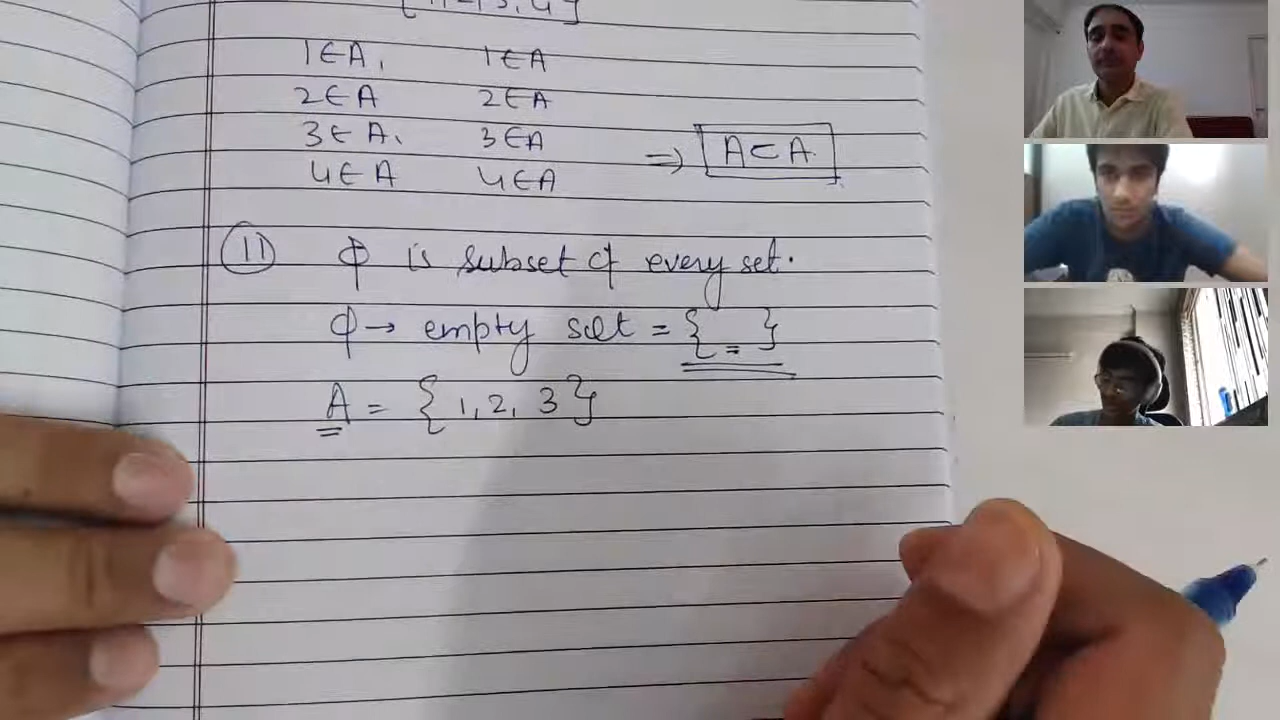 1∈A, 1∈A
2∈A 2∈A
3∈A, 3∈A
4∈A 4∈A ⇒ A⊂A.
(11) φ is subset of every set.
φ → empty set = { }
A = { 1, 2, 3 }